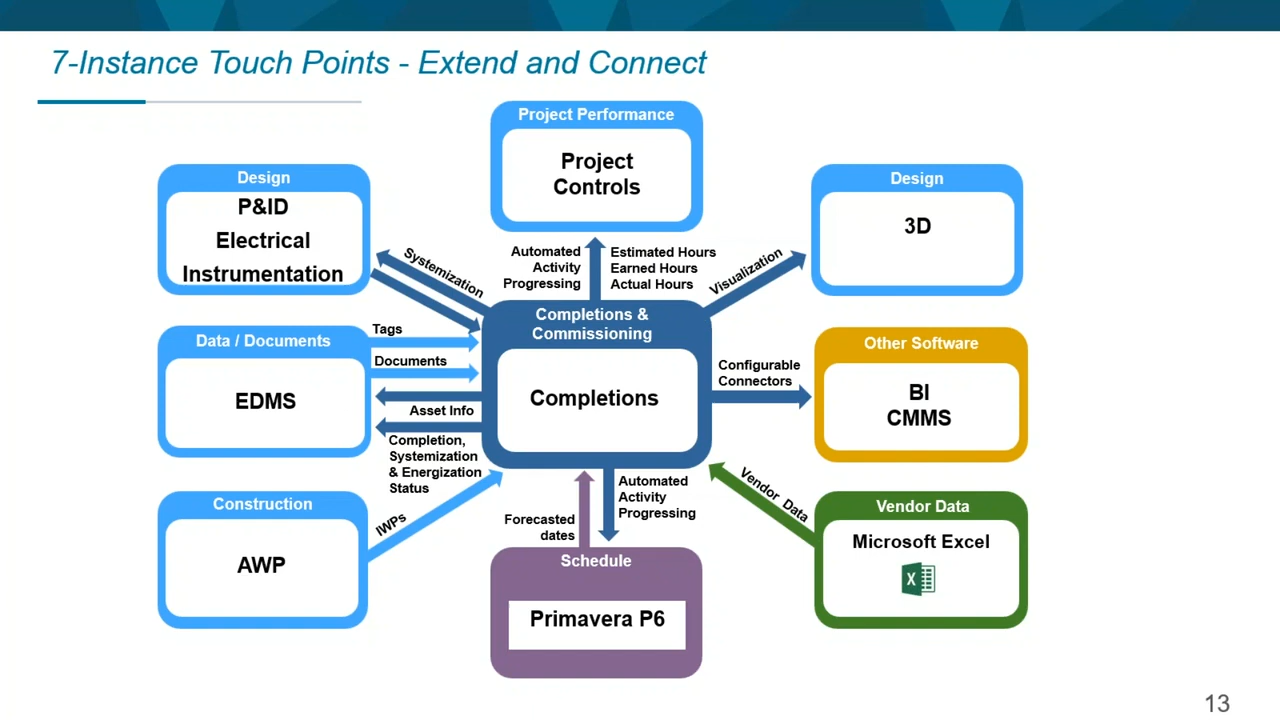 7-Instance Touch Points - Extend and Connect
Project Performance
Project
Controls
Design
P&ID
Electrical
Instrumentation
Design
3D
Systemization
Automated
Activity
Progressing
Estimated Hours
Earned Hours
Actual Hours
Visualization
Data / Documents
EDMS
Tags
Documents
Asset Info
Completion,
Systemization
& Energization
Status
Completions &
Commissioning
Completions
Configurable
Connectors
Other Software
BI
CMMS
Construction
AWP
IWPs
Forecasted
dates
Automated
Activity
Progressing
Vendor Data
Schedule
Primavera P6
Vendor Data
Microsoft Excel
X
13